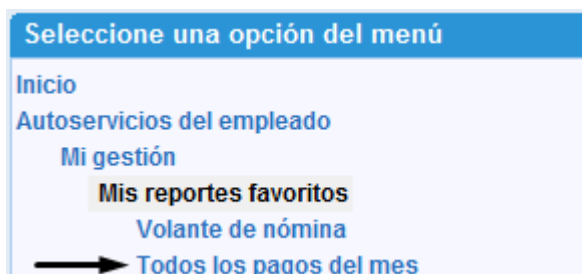 Seleccione una opción del menú
Inicio
Autoservicios del empleado
Mi gestión
Mis reportes favoritos
Volante de nómina
Todos los pagos del mes